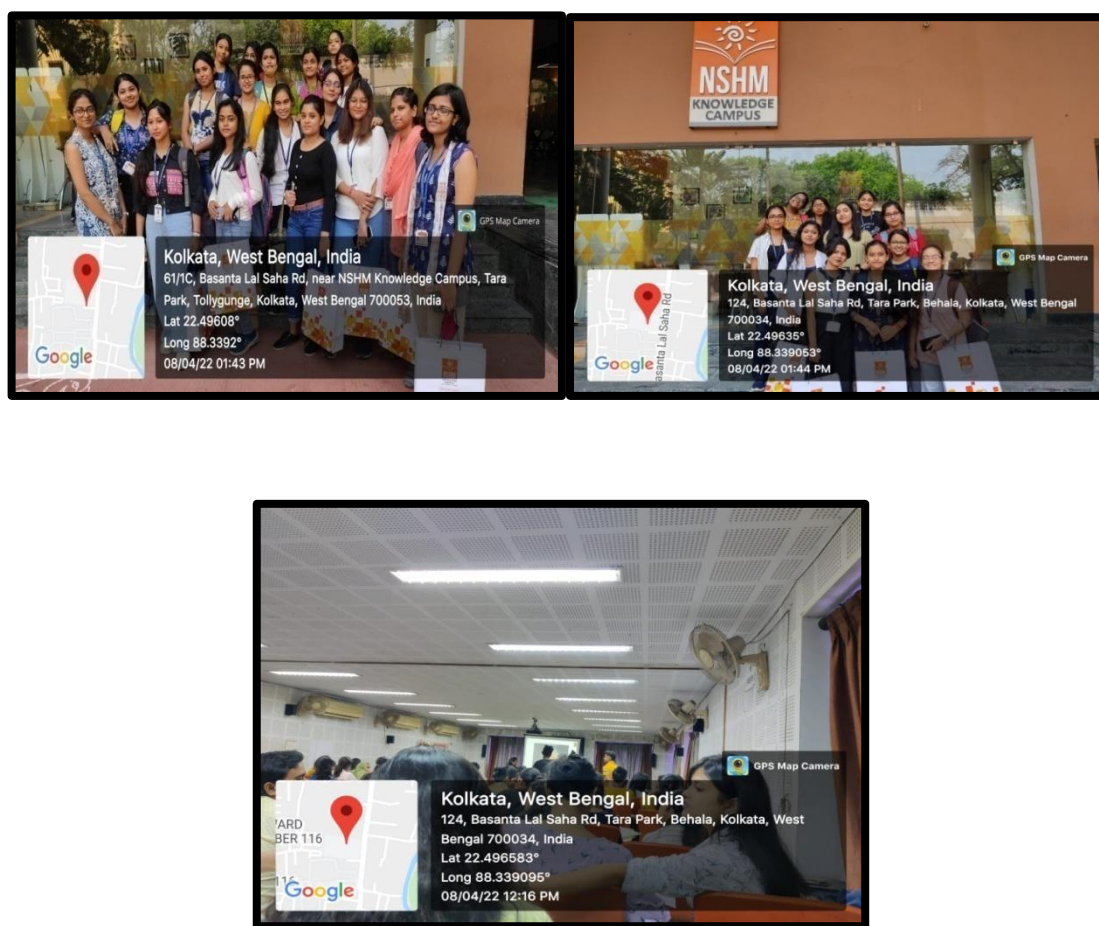 GPS Map Camera
Kolkata, West Bengal, India
61/1C, Basanta Lal Saha Rd, near NSHM Knowledge Campus, Tara
Park, Tollygunge, Kolkata, West Bengal 700053, India
Lat 22.49608°
Long 88.3392°
08/04/22 01:43 PM
Google
NSHM
KNOWLEDGE
CAMPUS
GPS Map Camera
Kolkata, West Bengal, India
124, Basanta Lal Saha Rd, Tara Park, Behala, Kolkata, West Bengal
700034, India
Lat 22.49635°
Long 88.339053°
08/04/22 01:44 PM
Google
asanta Lal Saha Rd
GPS Map Camera
Kolkata, West Bengal, India
124, Basanta Lal Saha Rd, Tara Park, Behala, Kolkata, West
Bengal 700034, India
Lat 22.496583°
Long 88.339095°
08/04/22 12:16 PM
ARD
BER 116
Google